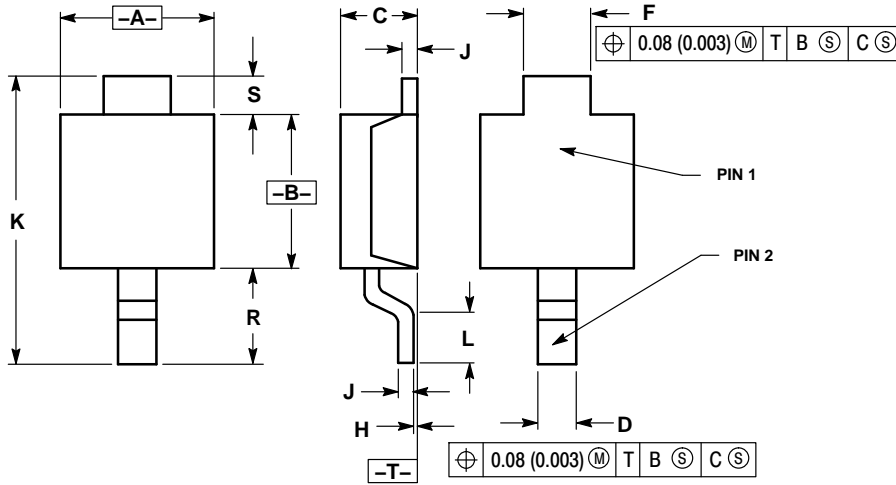 –A–
C
F
J
⌖ 0.08 (0.003) Ⓜ T B Ⓢ C Ⓢ
S
K
–B–
PIN 1
PIN 2
R
L
J
D
H
⌖ 0.08 (0.003) Ⓜ T B Ⓢ C Ⓢ
–T–